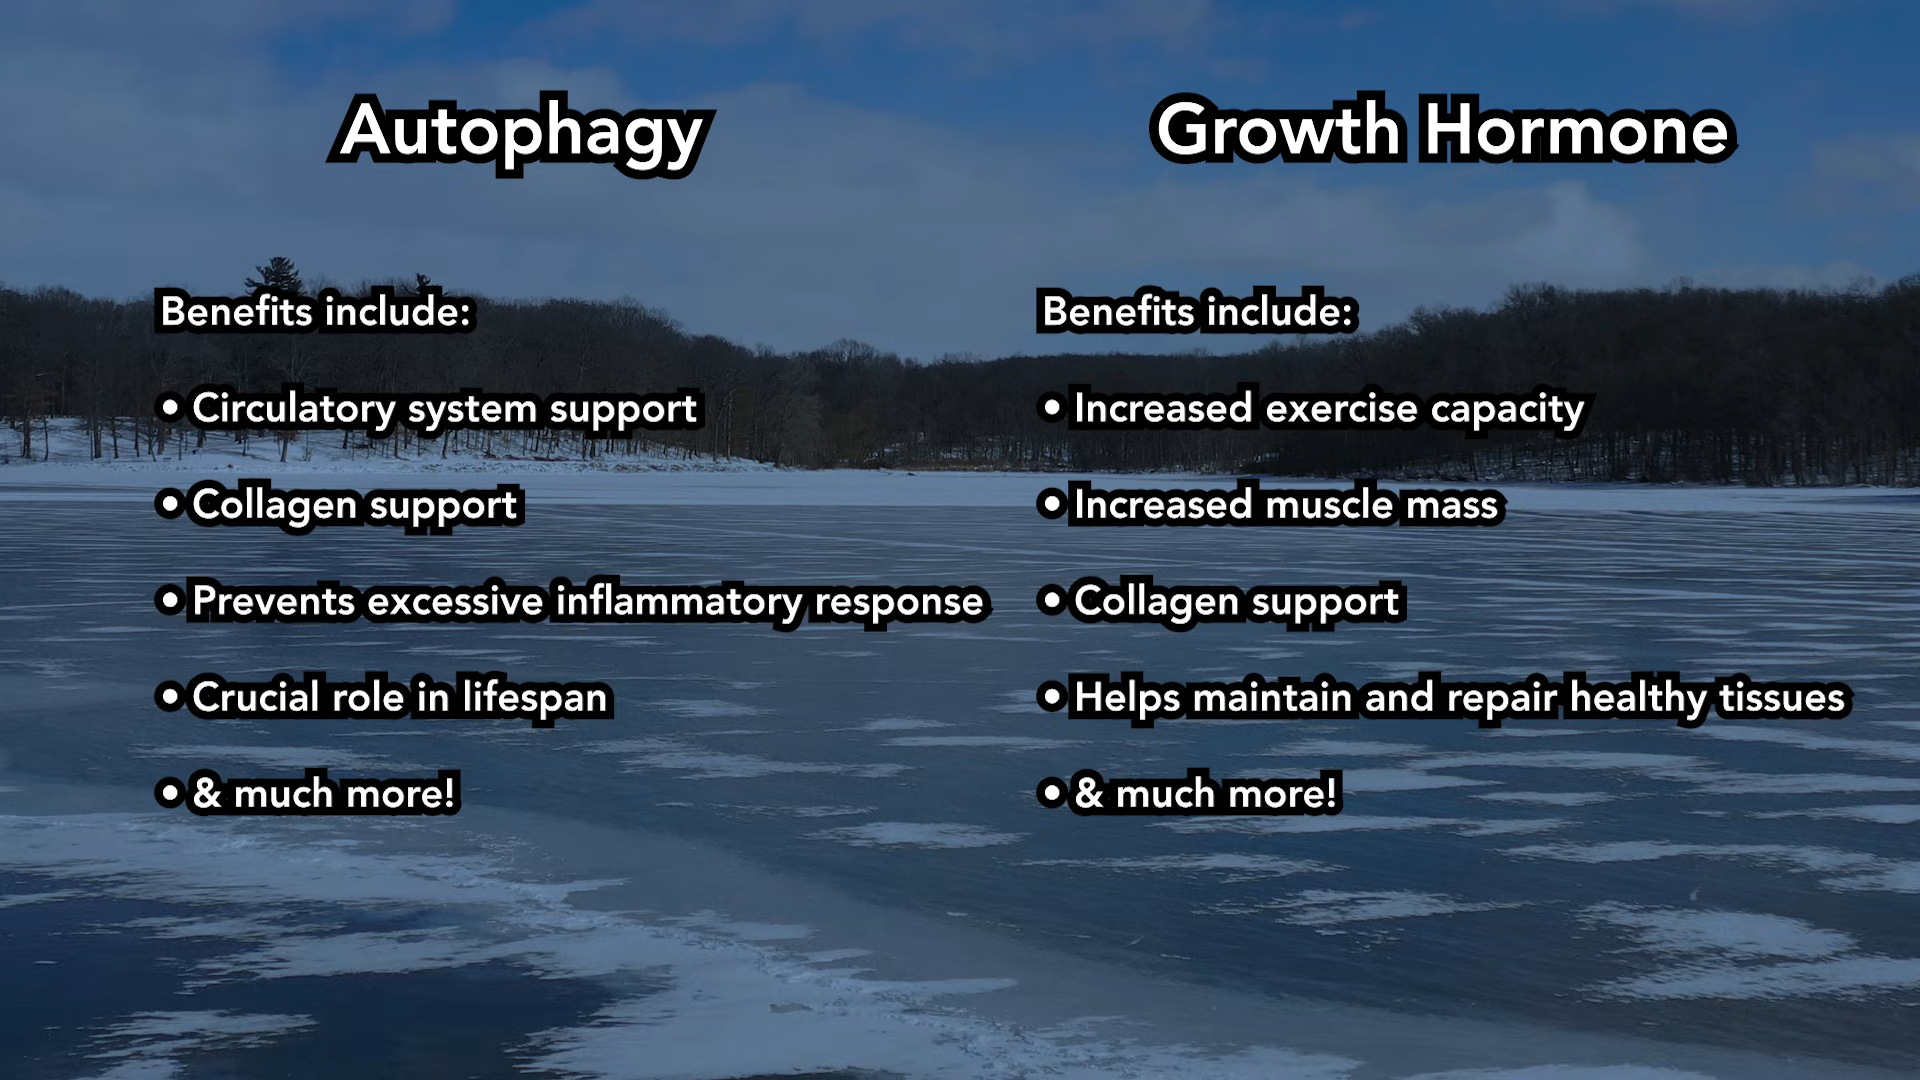 Autophagy
Benefits include:
• Circulatory system support
• Collagen support
• Prevents excessive inflammatory response
• Crucial role in lifespan
• & much more!
Growth Hormone
Benefits include:
• Increased exercise capacity
• Increased muscle mass
• Collagen support
• Helps maintain and repair healthy tissues
• & much more!